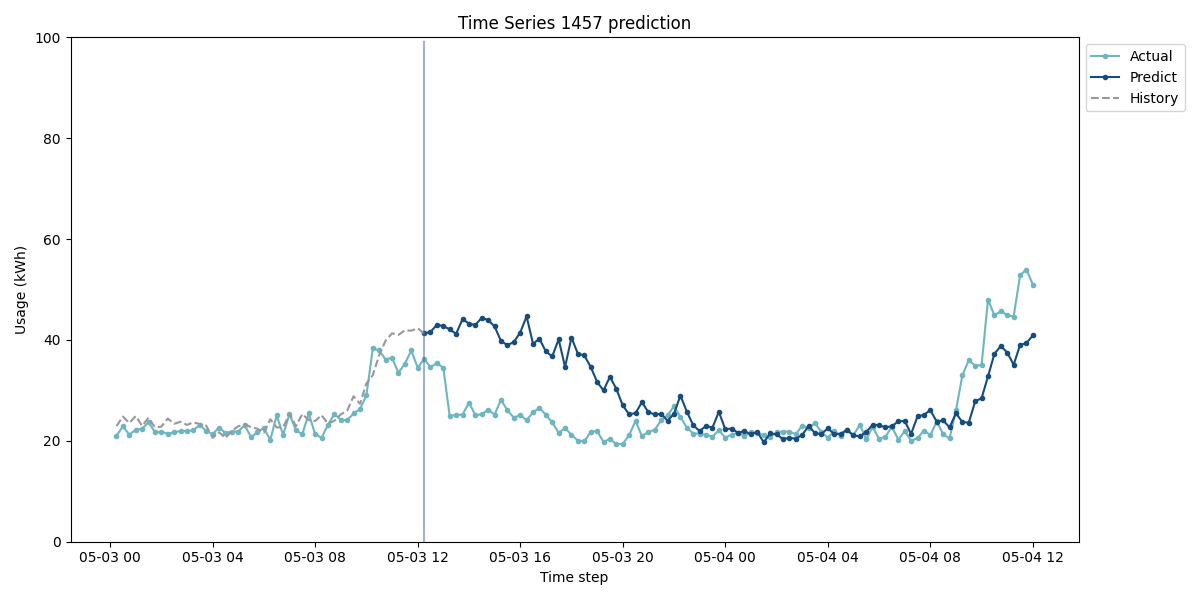 Time Series 1457 prediction
100
80
60
40
20
0
Usage (kWh)
05-03 00 05-03 04 05-03 08 05-03 12 05-03 16 05-03 20 05-04 00 05-04 04 05-04 08 05-04 12
Time step
Actual
Predict
History